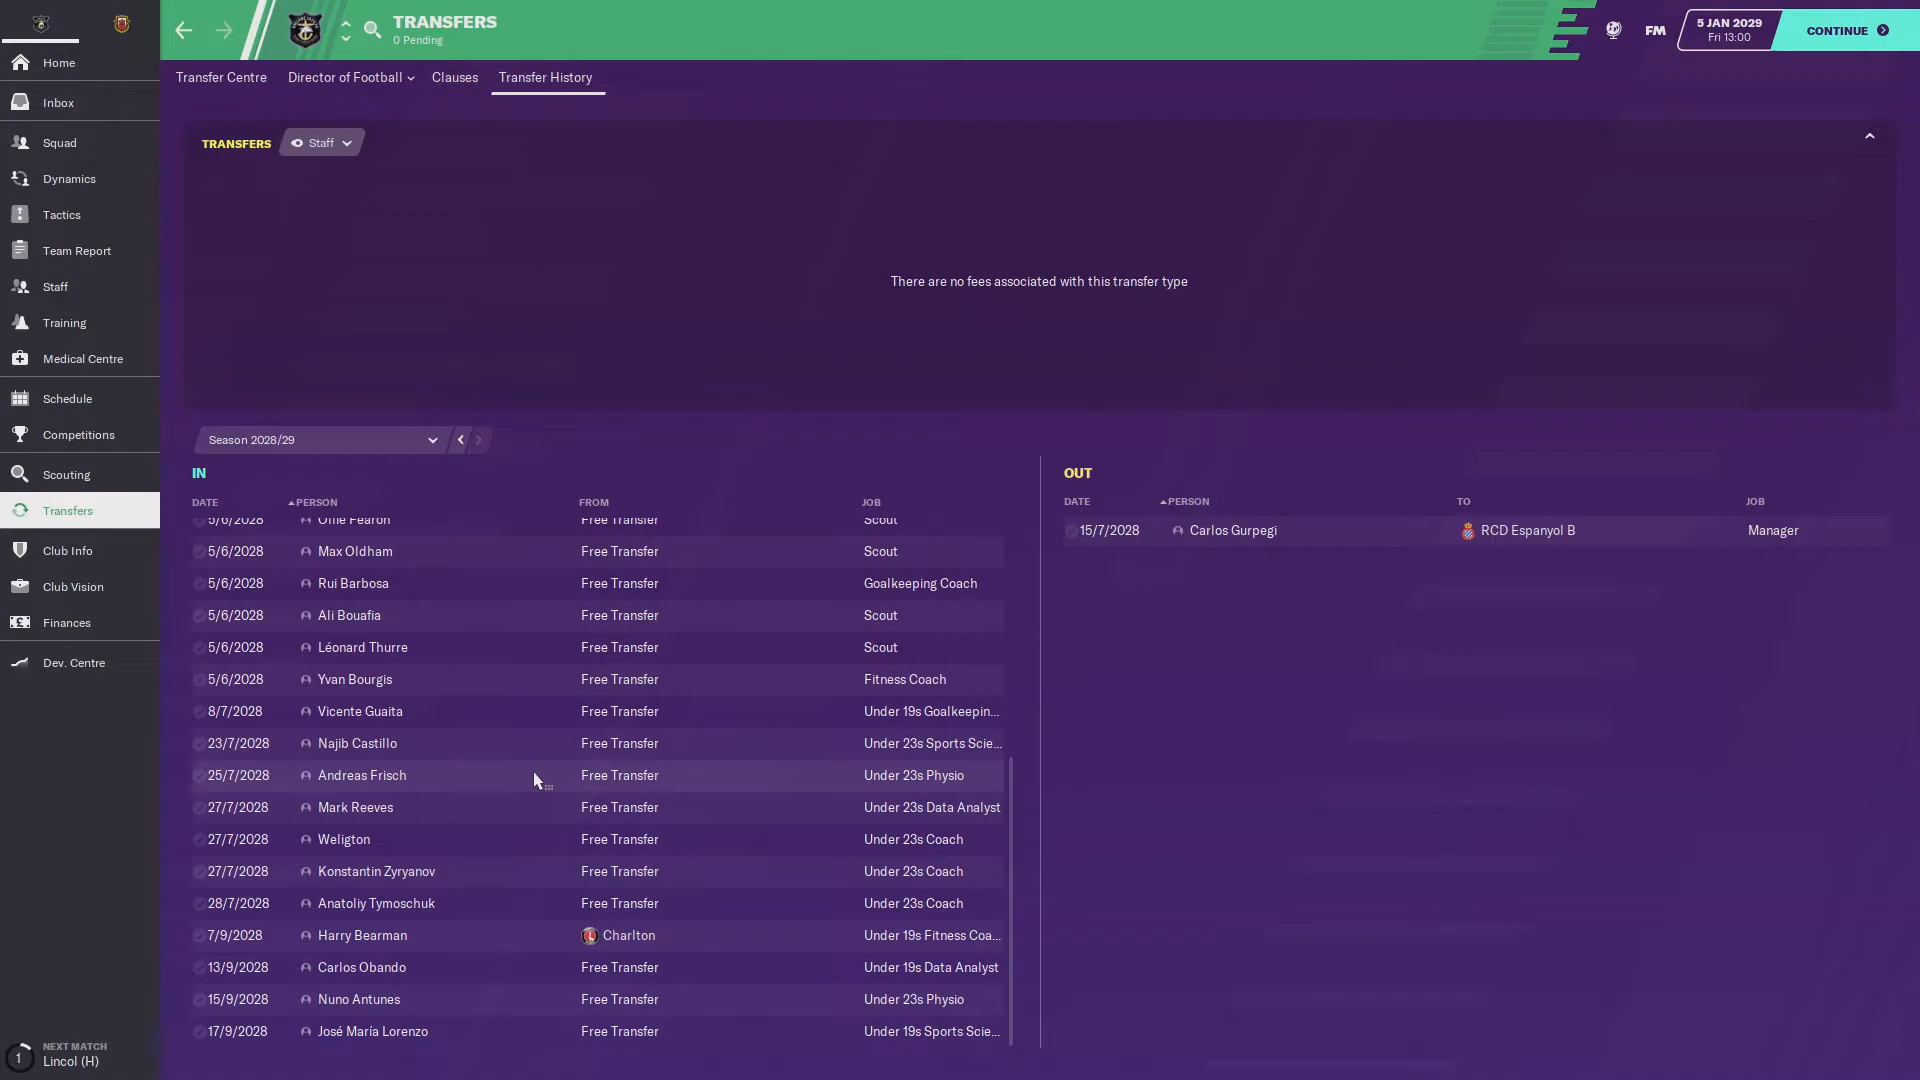 TRANSFERS
0 Pending
FM
5 JAN 2029
Fri 13:00
CONTINUE
Home
Inbox
Squad
Dynamics
Tactics
Team Report
Staff
Training
Medical Centre
Schedule
Competitions
Scouting
Transfers
Club Info
Club Vision
Finances
Dev. Centre
1
NEXT MATCH
Lincol (H)
Transfer Centre Director of Football Clauses Transfer History
TRANSFERS Staff
There are no fees associated with this transfer type
Season 2028/29
IN
DATE PERSON FROM JOB
5/6/2028 Ollie Fearon Free Transfer Scout
5/6/2028 Max Oldham Free Transfer Scout
5/6/2028 Rui Barbosa Free Transfer Goalkeeping Coach
5/6/2028 Ali Bouafia Free Transfer Scout
5/6/2028 Léonard Thurre Free Transfer Scout
5/6/2028 Yvan Bourgis Free Transfer Fitness Coach
8/7/2028 Vicente Guaita Free Transfer Under 19s Goalkeepin...
23/7/2028 Najib Castillo Free Transfer Under 23s Sports Scie...
25/7/2028 Andreas Frisch Free Transfer Under 23s Physio
27/7/2028 Mark Reeves Free Transfer Under 23s Data Analyst
27/7/2028 Weligton Free Transfer Under 23s Coach
27/7/2028 Konstantin Zyryanov Free Transfer Under 23s Coach
28/7/2028 Anatoliy Tymoschuk Free Transfer Under 23s Coach
7/9/2028 Harry Bearman Charlton Under 19s Fitness Coa...
13/9/2028 Carlos Obando Free Transfer Under 19s Data Analyst
15/9/2028 Nuno Antunes Free Transfer Under 23s Physio
17/9/2028 José María Lorenzo Free Transfer Under 19s Sports Scie...
OUT
DATE PERSON TO JOB
15/7/2028 Carlos Gurpegi RCD Espanyol B Manager